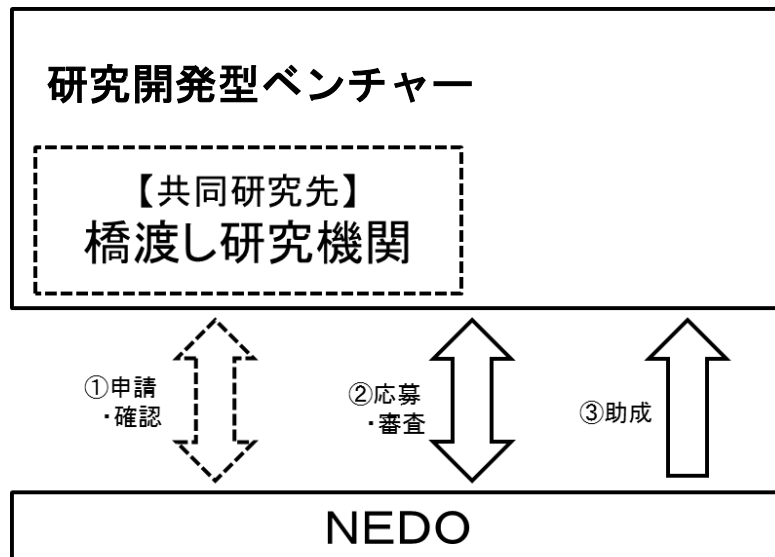 研究開発型ベンチャー
【共同研究先】
橋渡し研究機関
①申請
・確認
②応募
・審査
③助成
NEDO